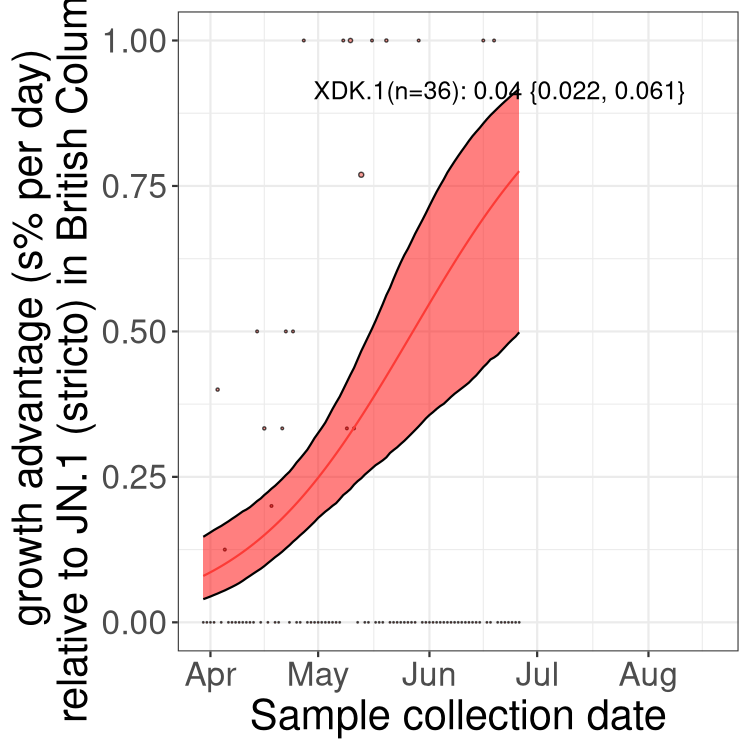 growth advantage (s% per day)
relative to JN.1 (stricto) in British Colum
1.00
0.75
0.50
0.25
0.00
XDK.1(n=36): 0.04 {0.022, 0.061}
Apr May Jun Jul Aug
Sample collection date